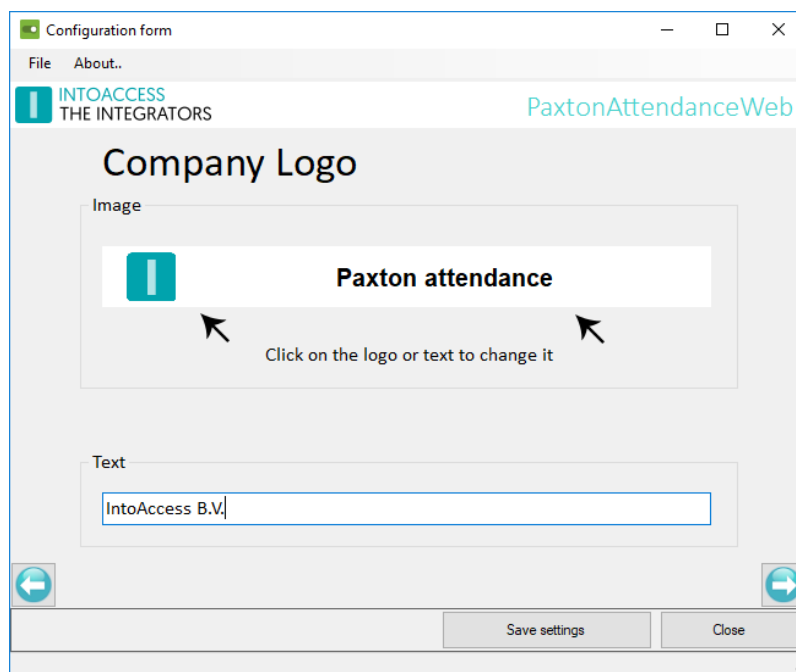 Configuration form
File About..
INTOACCESS
THE INTEGRATORS
PaxtonAttendanceWeb
Company Logo
Image
Paxton attendance
Click on the logo or text to change it
Text
IntoAccess B.V.
Save settings Close